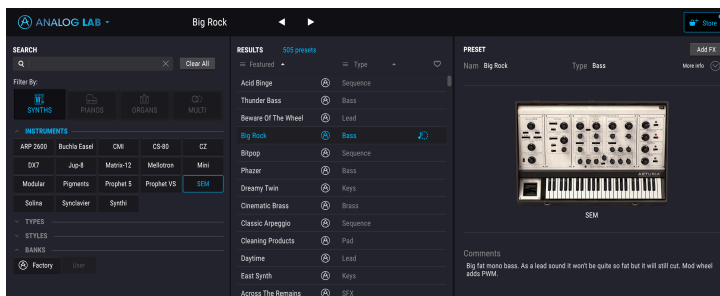 ANALOG LAB
Big Rock
Store
SEARCH
Clear All
Filter By:
SYNTHS PIANOS ORGANS MULTI
INSTRUMENTS
ARP 2600 Buchla Easel CMI CS-80 CZ
DX7 Jup-8 Matrix-12 Mellotron Mini
Modular Pigments Prophet 5 Prophet VS SEM
Solina Synclavier Synthi
TYPES
STYLES
BANKS
Factory User
RESULTS 505 presets
Featured Type
Acid Binge Sequence
Thunder Bass Bass
Beware Of The Wheel Lead
Big Rock Bass
Bitpop Sequence
Phazer Bass
Dreamy Twin Keys
Cinematic Brass Brass
Classic Arpeggio Sequence
Cleaning Products Pad
Daytime Lead
East Synth Keys
Across The Remains SFX
PRESET Add FX
Nam Big Rock Type Bass More info
ARTURIA
SEM
Comments
Big fat mono bass. As a lead sound it won't be quite so fat but it will still cut. Mod wheel
adds PWM.